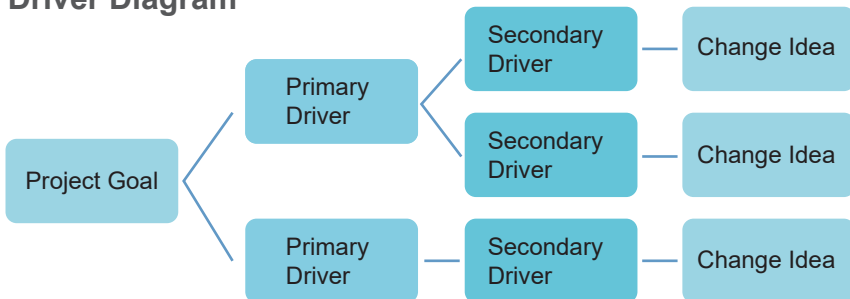 Driver Diagram
Secondary
Driver
Change Idea
Primary
Driver
Secondary
Driver
Change Idea
Project Goal
Primary
Driver
Secondary
Driver
Change Idea